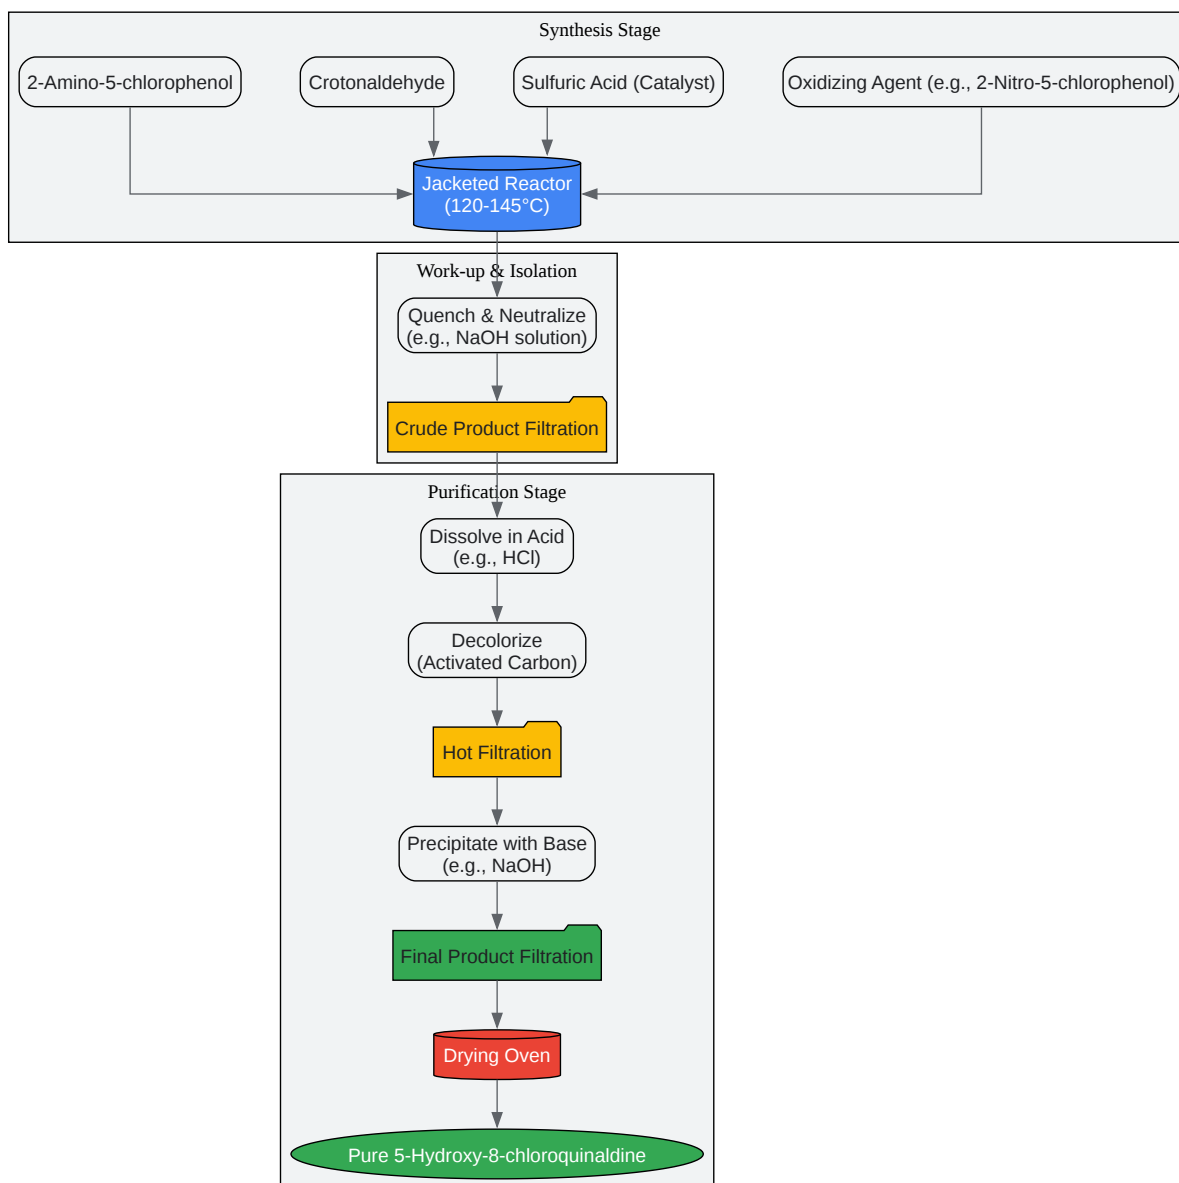 Synthesis Stage
2-Amino-5-chlorophenol
Crotonaldehyde
Sulfuric Acid (Catalyst)
Oxidizing Agent (e.g., 2-Nitro-5-chlorophenol)
Jacketed Reactor
(120-145°C)
Work-up & Isolation
Quench & Neutralize
(e.g., NaOH solution)
Crude Product Filtration
Purification Stage
Dissolve in Acid
(e.g., HCl)
Decolorize
(Activated Carbon)
Hot Filtration
Precipitate with Base
(e.g., NaOH)
Final Product Filtration
Drying Oven
Pure 5-Hydroxy-8-chloroquinaldine